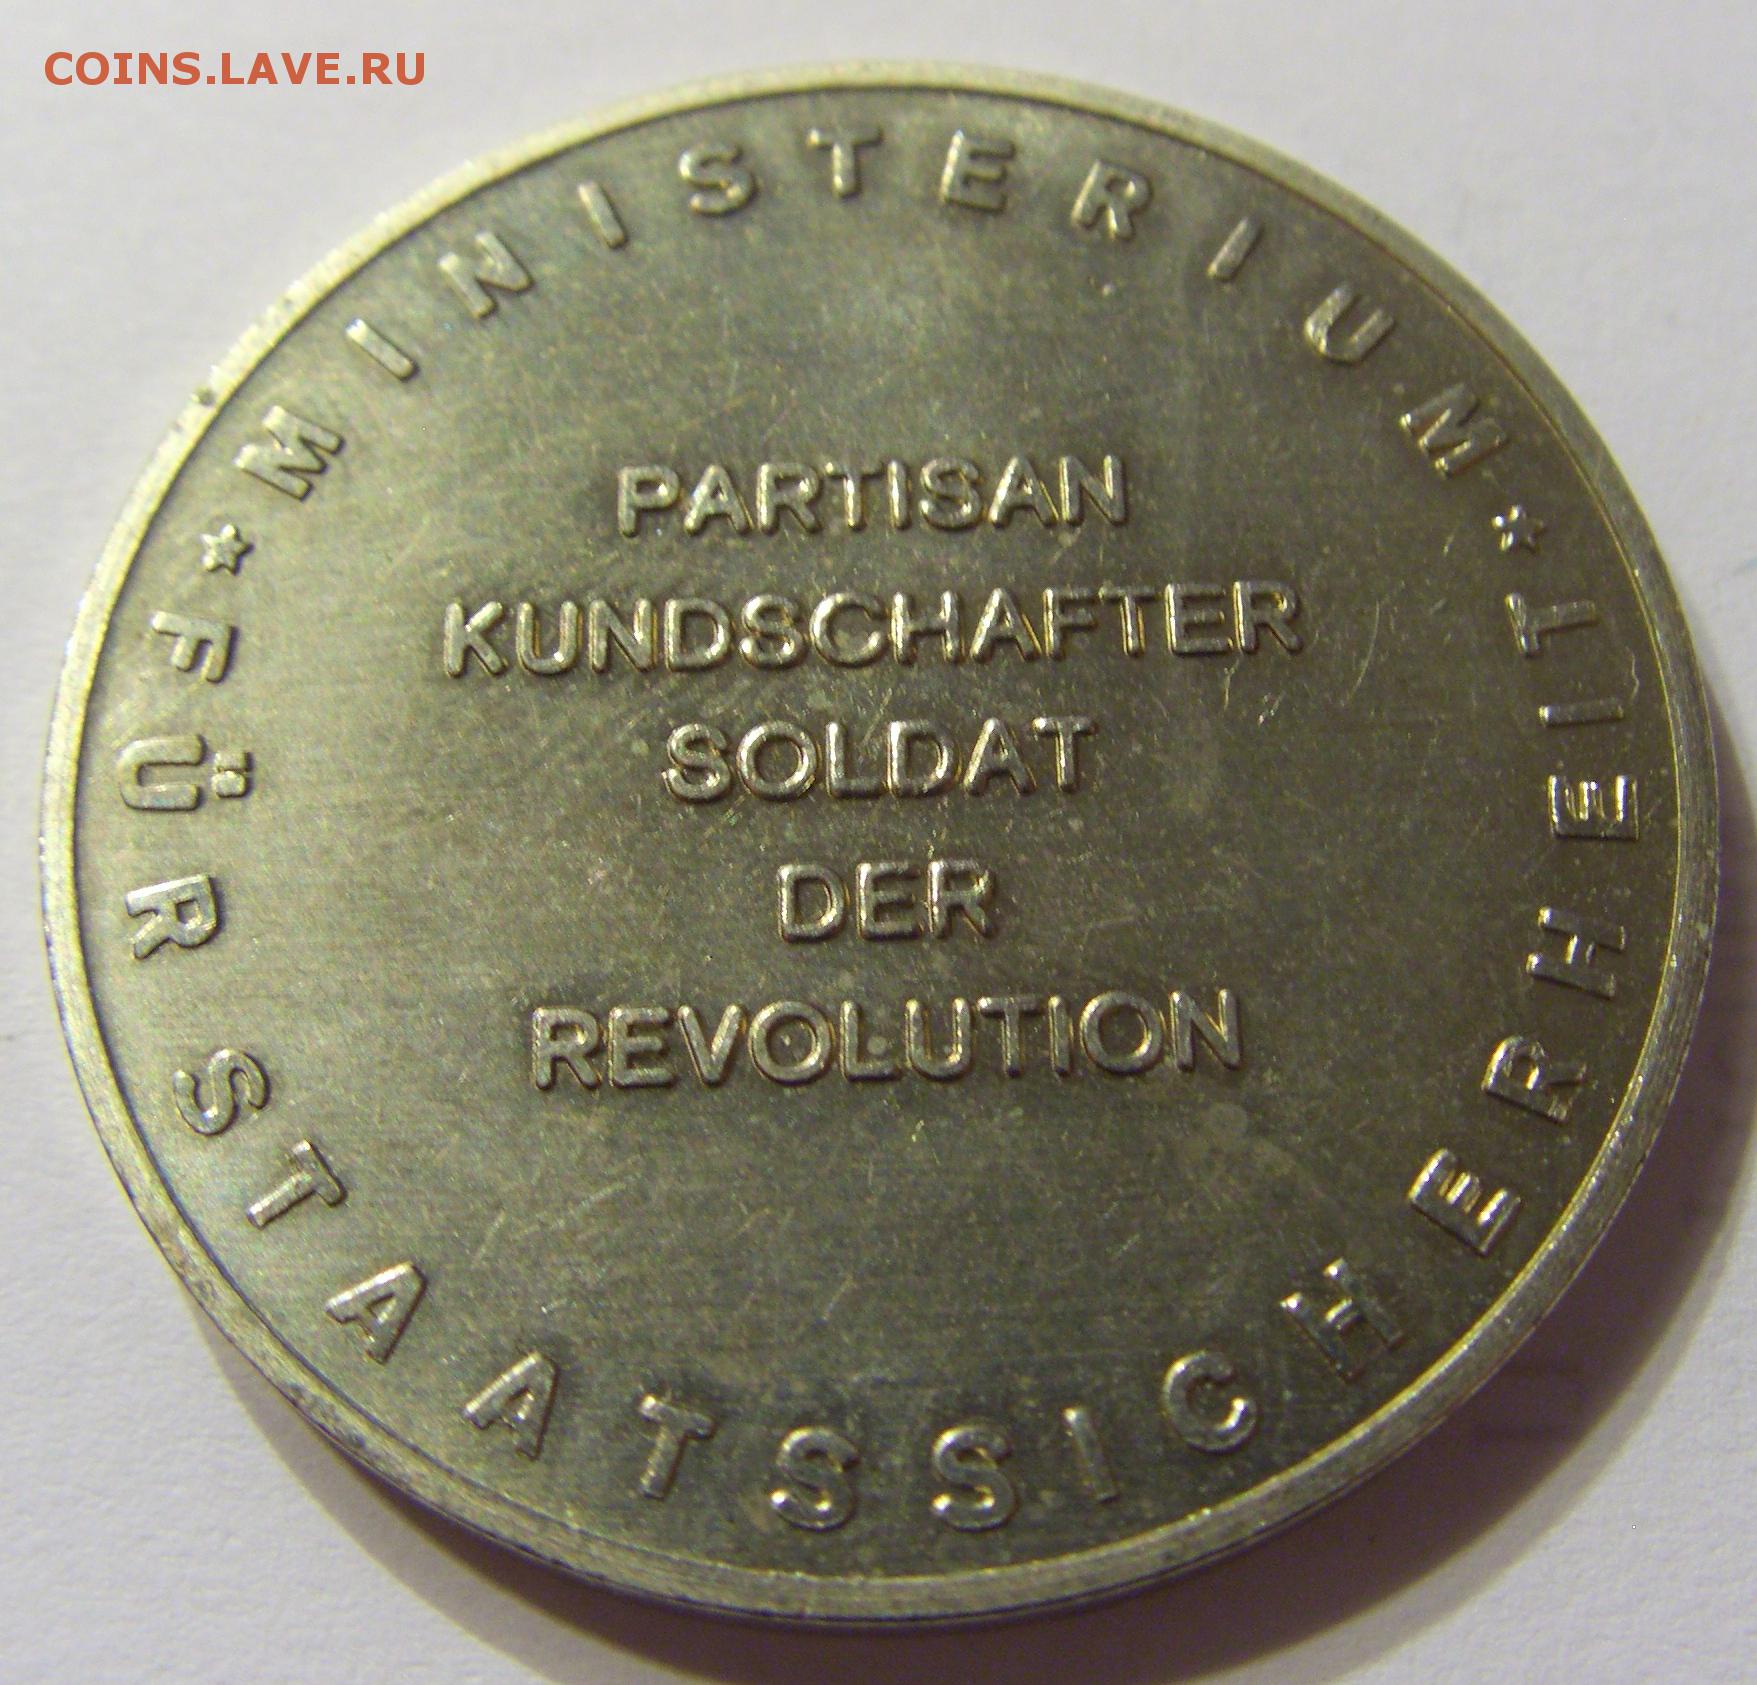 COINS.LAVE.RU
MINISTERIUM
PARTISAN
KUNDSCHAFTER
SOLDAT
DER
REVOLUTION
FÜR STAATSSICHERHEIT